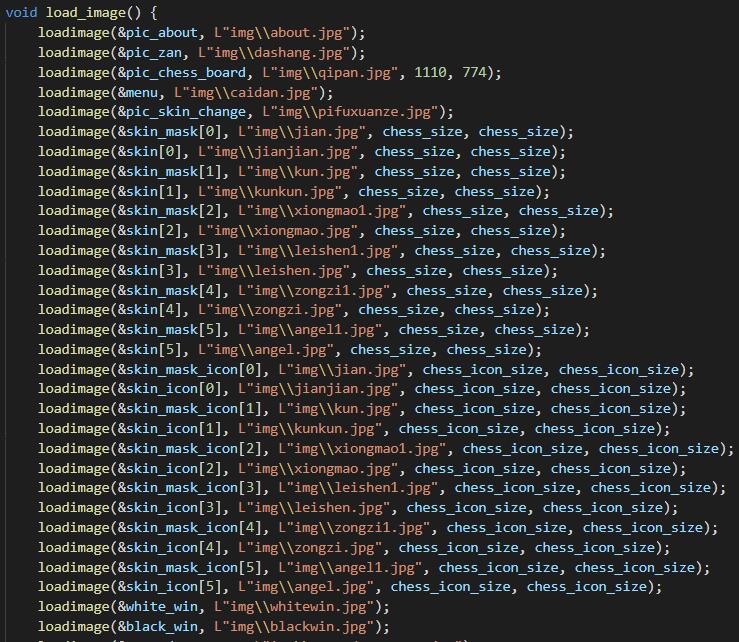 void load_image() {
loadimage(&pic_about, L"img\\about.jpg");
loadimage(&pic_zan, L"img\\dashang.jpg");
loadimage(&pic_chess_board, L"img\\qipan.jpg", 1110, 774);
loadimage(&menu, L"img\\caidan.jpg");
loadimage(&pic_skin_change, L"img\\pifuxuanze.jpg");
loadimage(&skin_mask[0], L"img\\jian.jpg", chess_size, chess_size);
loadimage(&skin[0], L"img\\jianjian.jpg", chess_size, chess_size);
loadimage(&skin_mask[1], L"img\\kun.jpg", chess_size, chess_size);
loadimage(&skin[1], L"img\\kunkun.jpg", chess_size, chess_size);
loadimage(&skin_mask[2], L"img\\xiongmao1.jpg", chess_size, chess_size);
loadimage(&skin[2], L"img\\xiongmao.jpg", chess_size, chess_size);
loadimage(&skin_mask[3], L"img\\leishen1.jpg", chess_size, chess_size);
loadimage(&skin[3], L"img\\leishen.jpg", chess_size, chess_size);
loadimage(&skin_mask[4], L"img\\zongzi1.jpg", chess_size, chess_size);
loadimage(&skin[4], L"img\\zongzi.jpg", chess_size, chess_size);
loadimage(&skin_mask[5], L"img\\angel1.jpg", chess_size, chess_size);
loadimage(&skin[5], L"img\\angel.jpg", chess_size, chess_size);
loadimage(&skin_mask_icon[0], L"img\\jian.jpg", chess_icon_size, chess_icon_size);
loadimage(&skin_icon[0], L"img\\jianjian.jpg", chess_icon_size, chess_icon_size);
loadimage(&skin_mask_icon[1], L"img\\kun.jpg", chess_icon_size, chess_icon_size);
loadimage(&skin_icon[1], L"img\\kunkun.jpg", chess_icon_size, chess_icon_size);
loadimage(&skin_mask_icon[2], L"img\\xiongmao1.jpg", chess_icon_size, chess_icon_size);
loadimage(&skin_icon[2], L"img\\xiongmao.jpg", chess_icon_size, chess_icon_size);
loadimage(&skin_mask_icon[3], L"img\\leishen1.jpg", chess_icon_size, chess_icon_size);
loadimage(&skin_icon[3], L"img\\leishen.jpg", chess_icon_size, chess_icon_size);
loadimage(&skin_mask_icon[4], L"img\\zongzi1.jpg", chess_icon_size, chess_icon_size);
loadimage(&skin_icon[4], L"img\\zongzi.jpg", chess_icon_size, chess_icon_size);
loadimage(&skin_mask_icon[5], L"img\\angel1.jpg", chess_icon_size, chess_icon_size);
loadimage(&skin_icon[5], L"img\\angel.jpg", chess_icon_size, chess_icon_size);
loadimage(&white_win, L"img\\whitewin.jpg");
loadimage(&black_win, L"img\\blackwin.jpg");